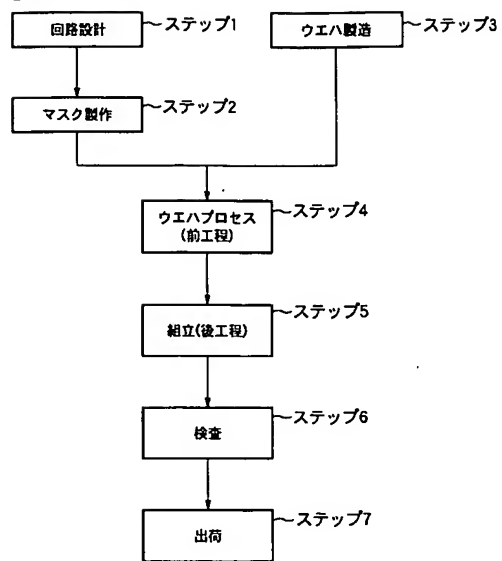 回路設計
ステップ1
ウエハ製造
ステップ3
マスク製作
ステップ2
ウエハプロセス
(前工程)
ステップ4
組立(後工程)
ステップ5
検査
ステップ6
出荷
ステップ7